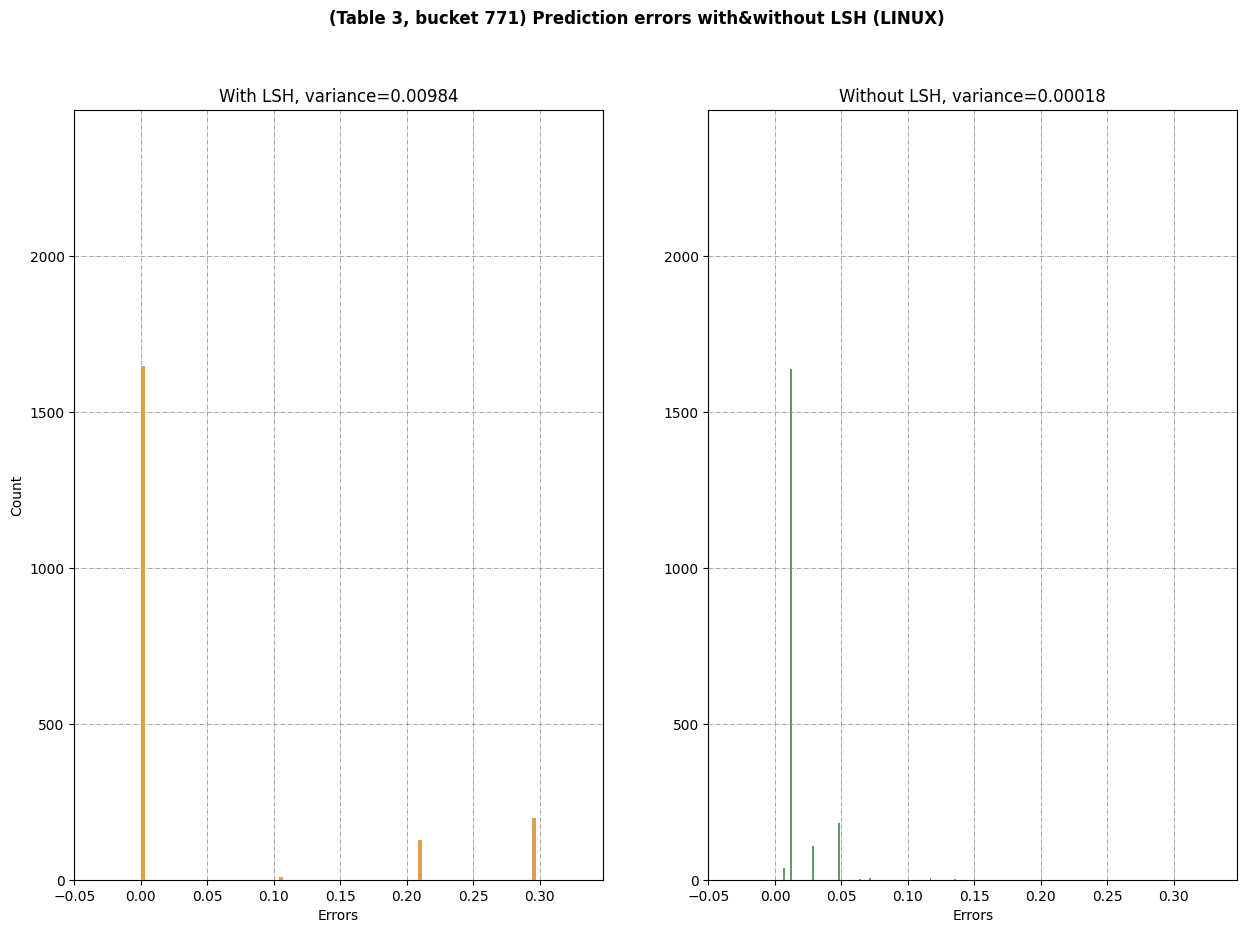 (Table 3, bucket 771) Prediction errors with&without LSH (LINUX)
With LSH, variance=0.00984
2000
1500
1000
500
0
Count
−0.05 0.00 0.05 0.10 0.15 0.20 0.25 0.30
Errors
Without LSH, variance=0.00018
2000
1500
1000
500
0
−0.05 0.00 0.05 0.10 0.15 0.20 0.25 0.30
Errors